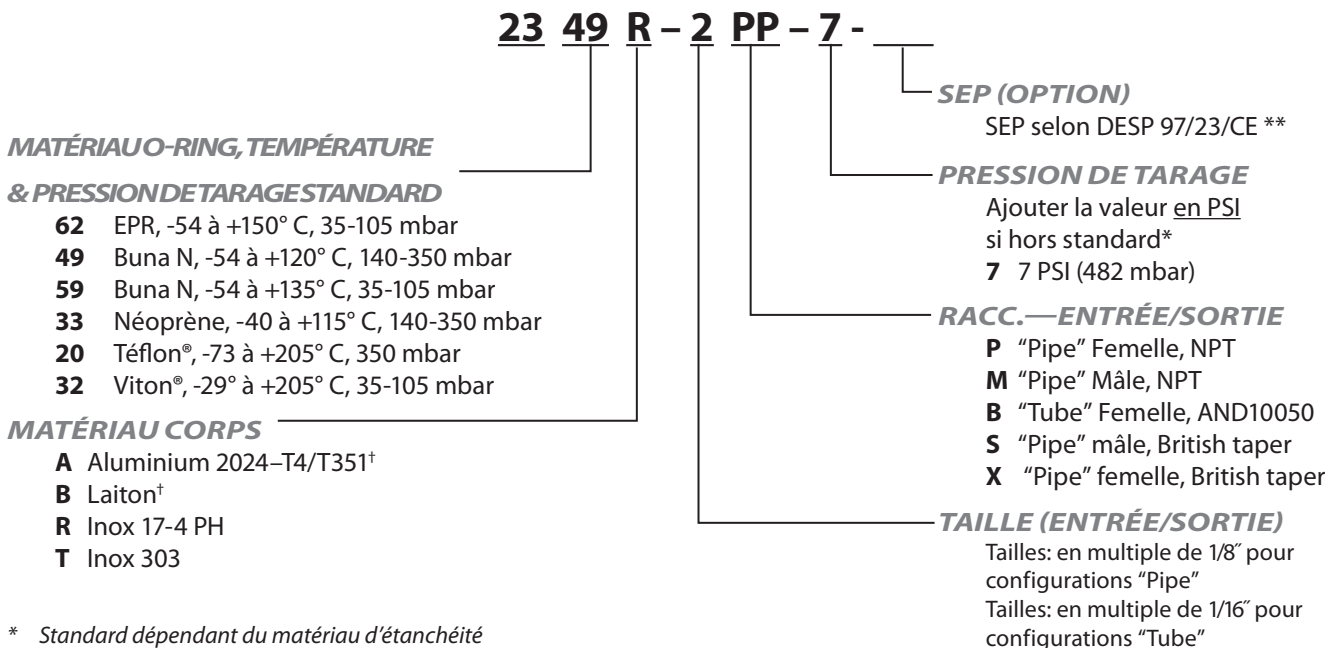 23 49 R – 2 PP – 7 -
MATÉRIAU O-RING, TEMPÉRATURE
& PRESSION DE TARAGE STANDARD
62 EPR, -54 à +150° C, 35-105 mbar
49 Buna N, -54 à +120° C, 140-350 mbar
59 Buna N, -54 à +135° C, 35-105 mbar
33 Néoprène, -40 à +115° C, 140-350 mbar
20 Téflon®, -73 à +205° C, 350 mbar
32 Viton®, -29° à +205° C, 35-105 mbar
MATÉRIAU CORPS
A Aluminium 2024–T4/T351†
B Laiton†
R Inox 17-4 PH
T Inox 303
* Standard dépendant du matériau d'étanchéité
SEP (OPTION)
SEP selon DESP 97/23/CE **
PRESSION DE TARAGE
Ajouter la valeur en PSI
si hors standard*
7 7 PSI (482 mbar)
RACC.—ENTRÉE/SORTIE
P “Pipe” Femelle, NPT
M “Pipe” Mâle, NPT
B “Tube” Femelle, AND10050
S “Pipe” mâle, British taper
X “Pipe” femelle, British taper
TAILLE (ENTRÉE/SORTIE)
Tailles: en multiple de 1/8″ pour
configurations “Pipe”
Tailles: en multiple de 1/16″ pour
configurations “Tube”